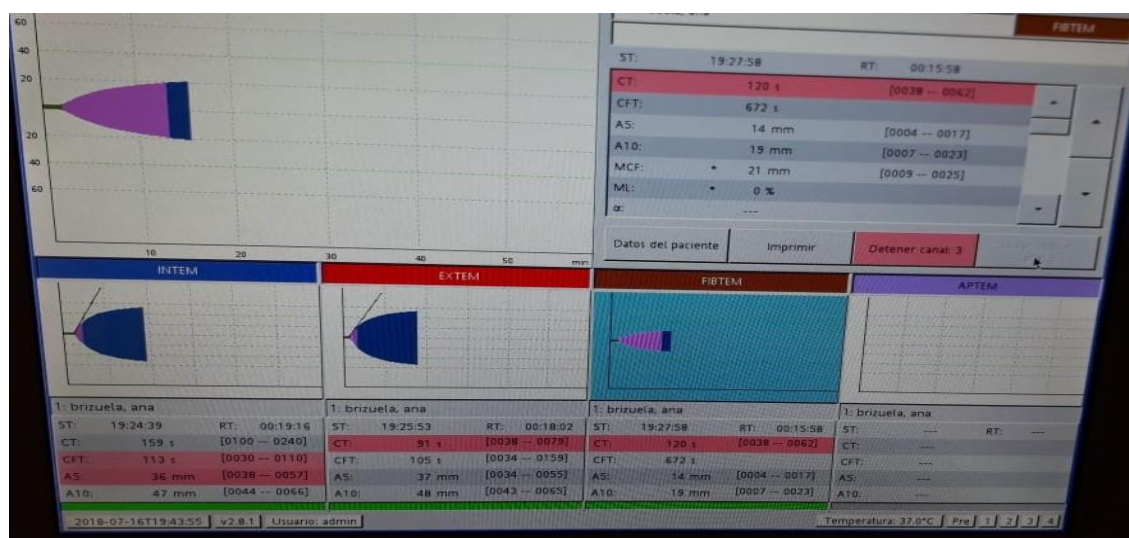 60
40
20
20
40
60
10 20 30 40 50 min
ana
FIBTEM
ST: 19:27:58 RT: 00:15:58
CT: 120 s [0038 -- 0062]
CFT: 672 s
A5: 14 mm [0004 -- 0017]
A10: 19 mm [0007 -- 0023]
MCF: * 21 mm [0009 -- 0025]
ML: * 0 %
α: ---
Datos del paciente Imprimir Detener canal: 3
INTEM
EXTEM
FIBTEM
APTEM
1: brizuela, ana
ST: 19:24:39 RT: 00:19:16
CT: 159 s [0100 -- 0240]
CFT: 113 s [0030 -- 0110]
A5: 36 mm [0038 -- 0057]
A10: 47 mm [0044 -- 0066]
1: brizuela, ana
ST: 19:25:53 RT: 00:18:02
CT: 91 s [0038 -- 0079]
CFT: 105 s [0034 -- 0159]
A5: 37 mm [0034 -- 0055]
A10: 48 mm [0043 -- 0065]
1: brizuela, ana
ST: 19:27:58 RT: 00:15:58
CT: 120 s [0038 -- 0062]
CFT: 672 s
A5: 14 mm [0004 -- 0017]
A10: 19 mm [0007 -- 0023]
1: brizuela, ana
ST: --- RT: ---
CT: ---
CFT: ---
A5: ---
A10: ---
2018-07-16T19:43:55 v2.8.1 Usuario: admin Temperatura: 37.0°C Pre 1 2 3 4